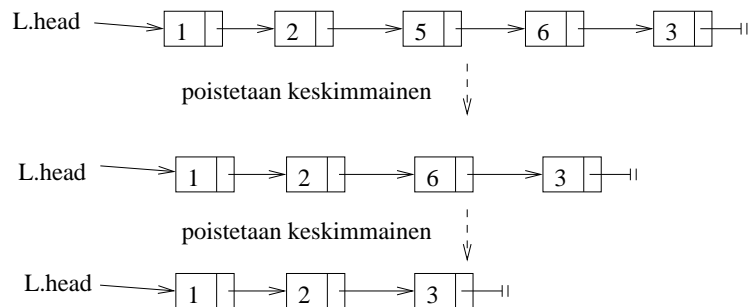 L.head 1 2 5 6 3
poistetaan keskimmainen
L.head 1 2 6 3
poistetaan keskimmainen
L.head 1 2 3